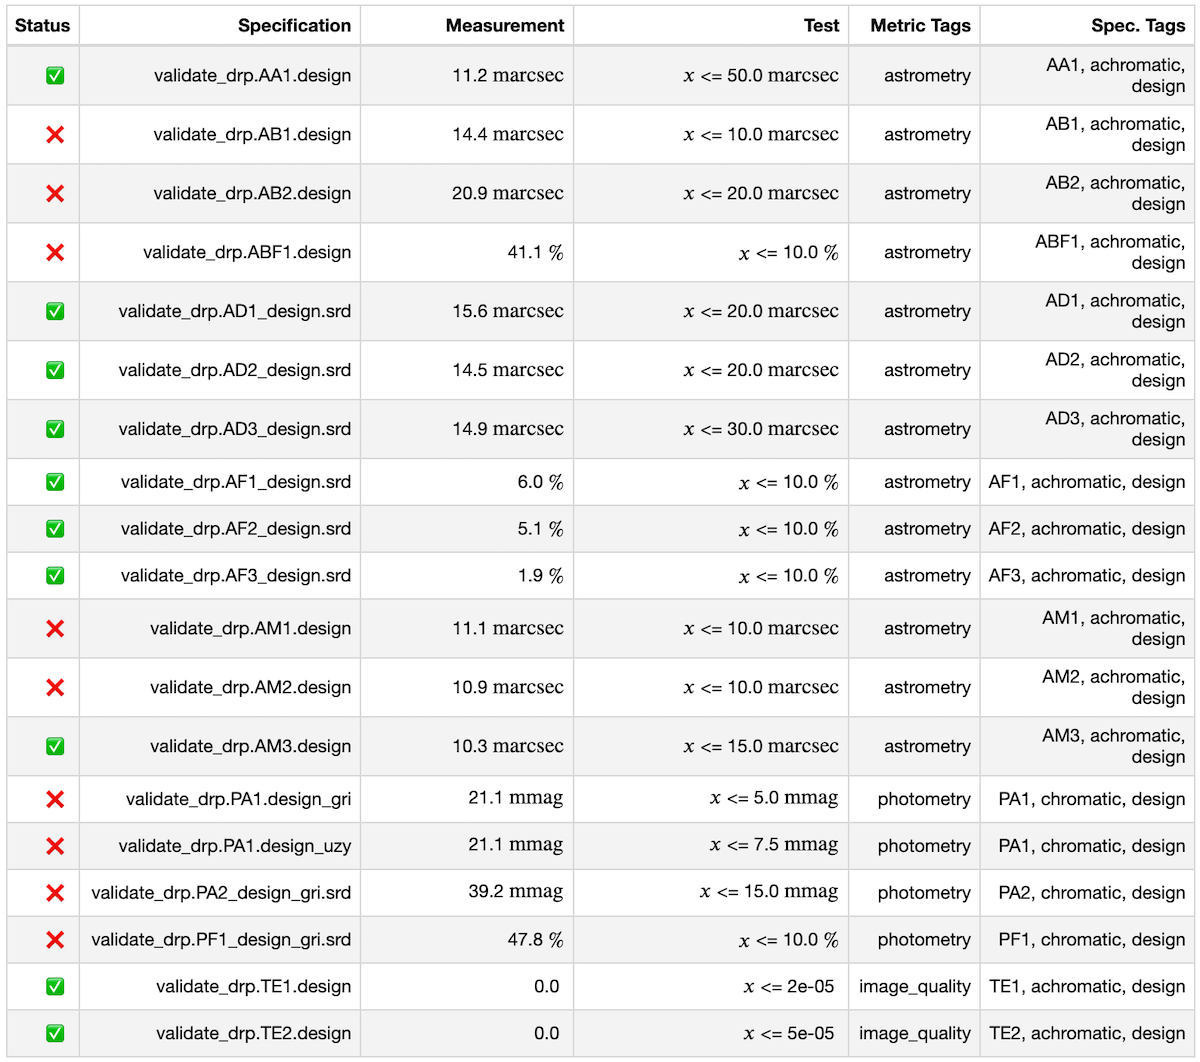 Status Specification Measurement Test Metric Tags Spec. Tags
validate_drp.AA1.design 11.2 marcsec x <= 50.0 marcsec astrometry AA1, achromatic,
design
validate_drp.AB1.design 14.4 marcsec x <= 10.0 marcsec astrometry AB1, achromatic,
design
validate_drp.AB2.design 20.9 marcsec x <= 20.0 marcsec astrometry AB2, achromatic,
design
validate_drp.ABF1.design 41.1 % x <= 10.0 % astrometry ABF1, achromatic,
design
validate_drp.AD1_design.srd 15.6 marcsec x <= 20.0 marcsec astrometry AD1, achromatic,
design
validate_drp.AD2_design.srd 14.5 marcsec x <= 20.0 marcsec astrometry AD2, achromatic,
design
validate_drp.AD3_design.srd 14.9 marcsec x <= 30.0 marcsec astrometry AD3, achromatic,
design
validate_drp.AF1_design.srd 6.0 % x <= 10.0 % astrometry AF1, achromatic, design
validate_drp.AF2_design.srd 5.1 % x <= 10.0 % astrometry AF2, achromatic, design
validate_drp.AF3_design.srd 1.9 % x <= 10.0 % astrometry AF3, achromatic, design
validate_drp.AM1.design 11.1 marcsec x <= 10.0 marcsec astrometry AM1, achromatic,
design
validate_drp.AM2.design 10.9 marcsec x <= 10.0 marcsec astrometry AM2, achromatic,
design
validate_drp.AM3.design 10.3 marcsec x <= 15.0 marcsec astrometry AM3, achromatic,
design
validate_drp.PA1.design_gri 21.1 mmag x <= 5.0 mmag photometry PA1, chromatic, design
validate_drp.PA1.design_uzy 21.1 mmag x <= 7.5 mmag photometry PA1, chromatic, design
validate_drp.PA2_design_gri.srd 39.2 mmag x <= 15.0 mmag photometry PA2, chromatic, design
validate_drp.PF1_design_gri.srd 47.8 % x <= 10.0 % photometry PF1, chromatic, design
validate_drp.TE1.design 0.0 x <= 2e-05 image_quality TE1, achromatic, design
validate_drp.TE2.design 0.0 x <= 5e-05 image_quality TE2, achromatic, design